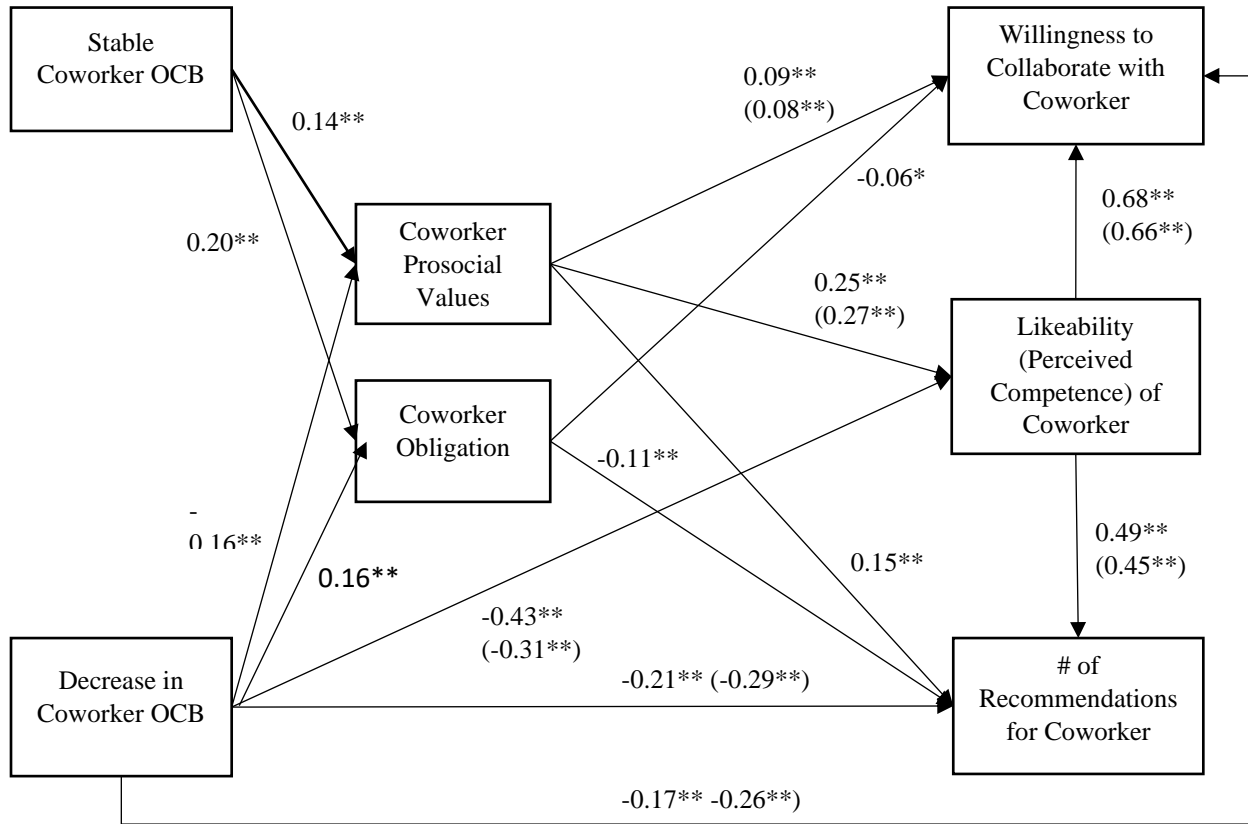 Stable
Coworker OCB
Willingness to
Collaborate with
Coworker
0.09**
(0.08**)
0.14**
-0.06*
0.68**
(0.66**)
0.20**
Coworker
Prosocial
Values
0.25**
(0.27**)
Likeability
(Perceived
Competence) of
Coworker
Coworker
Obligation
-0.11**
-
0.16**
0.49**
(0.45**)
0.15**
0.16**
-0.43**
(-0.31**)
Decrease in
Coworker OCB
-0.21** (-0.29**)
# of
Recommendations
for Coworker
-0.17** -0.26**)